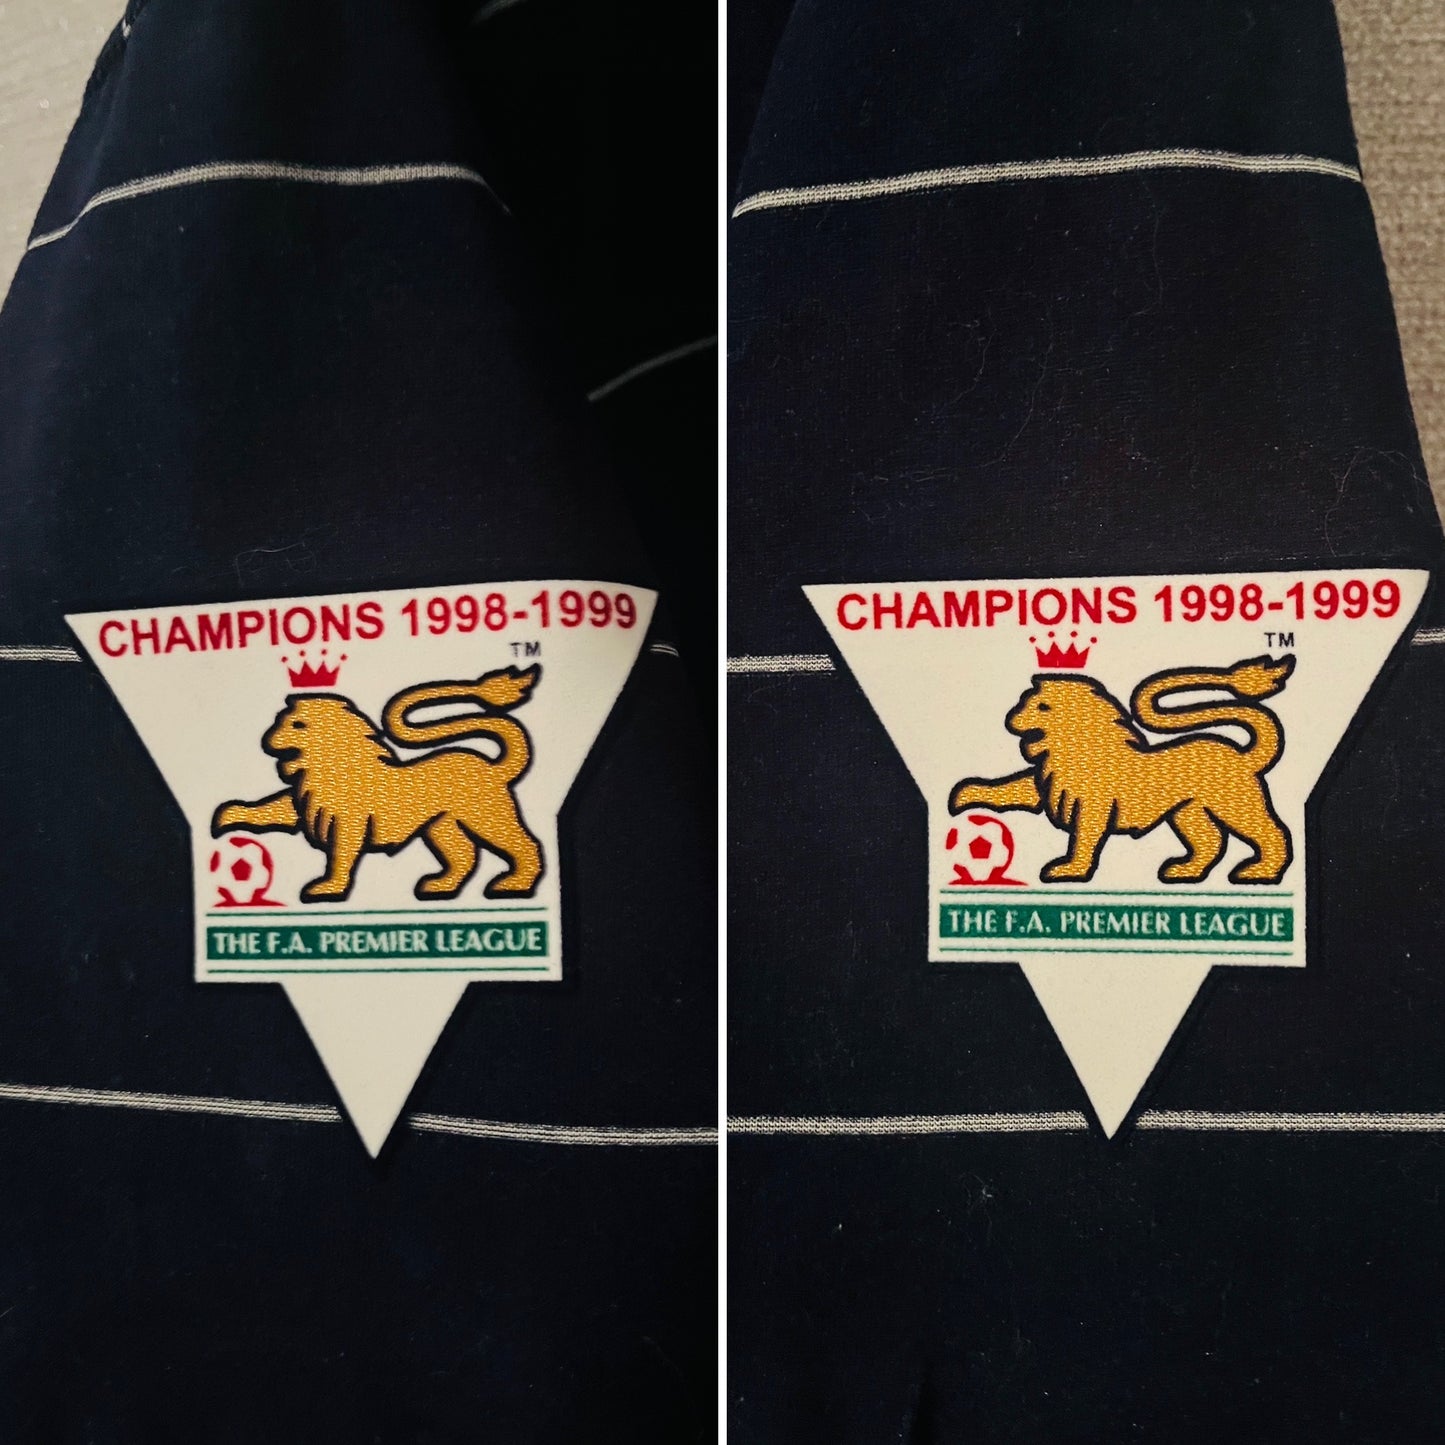 CHAMPIONS 1998-1999
TM
THE F.A. PREMIER LEAGUE
CHAMPIONS 1998-1999
TM
THE F.A. PREMIER LEAGUE